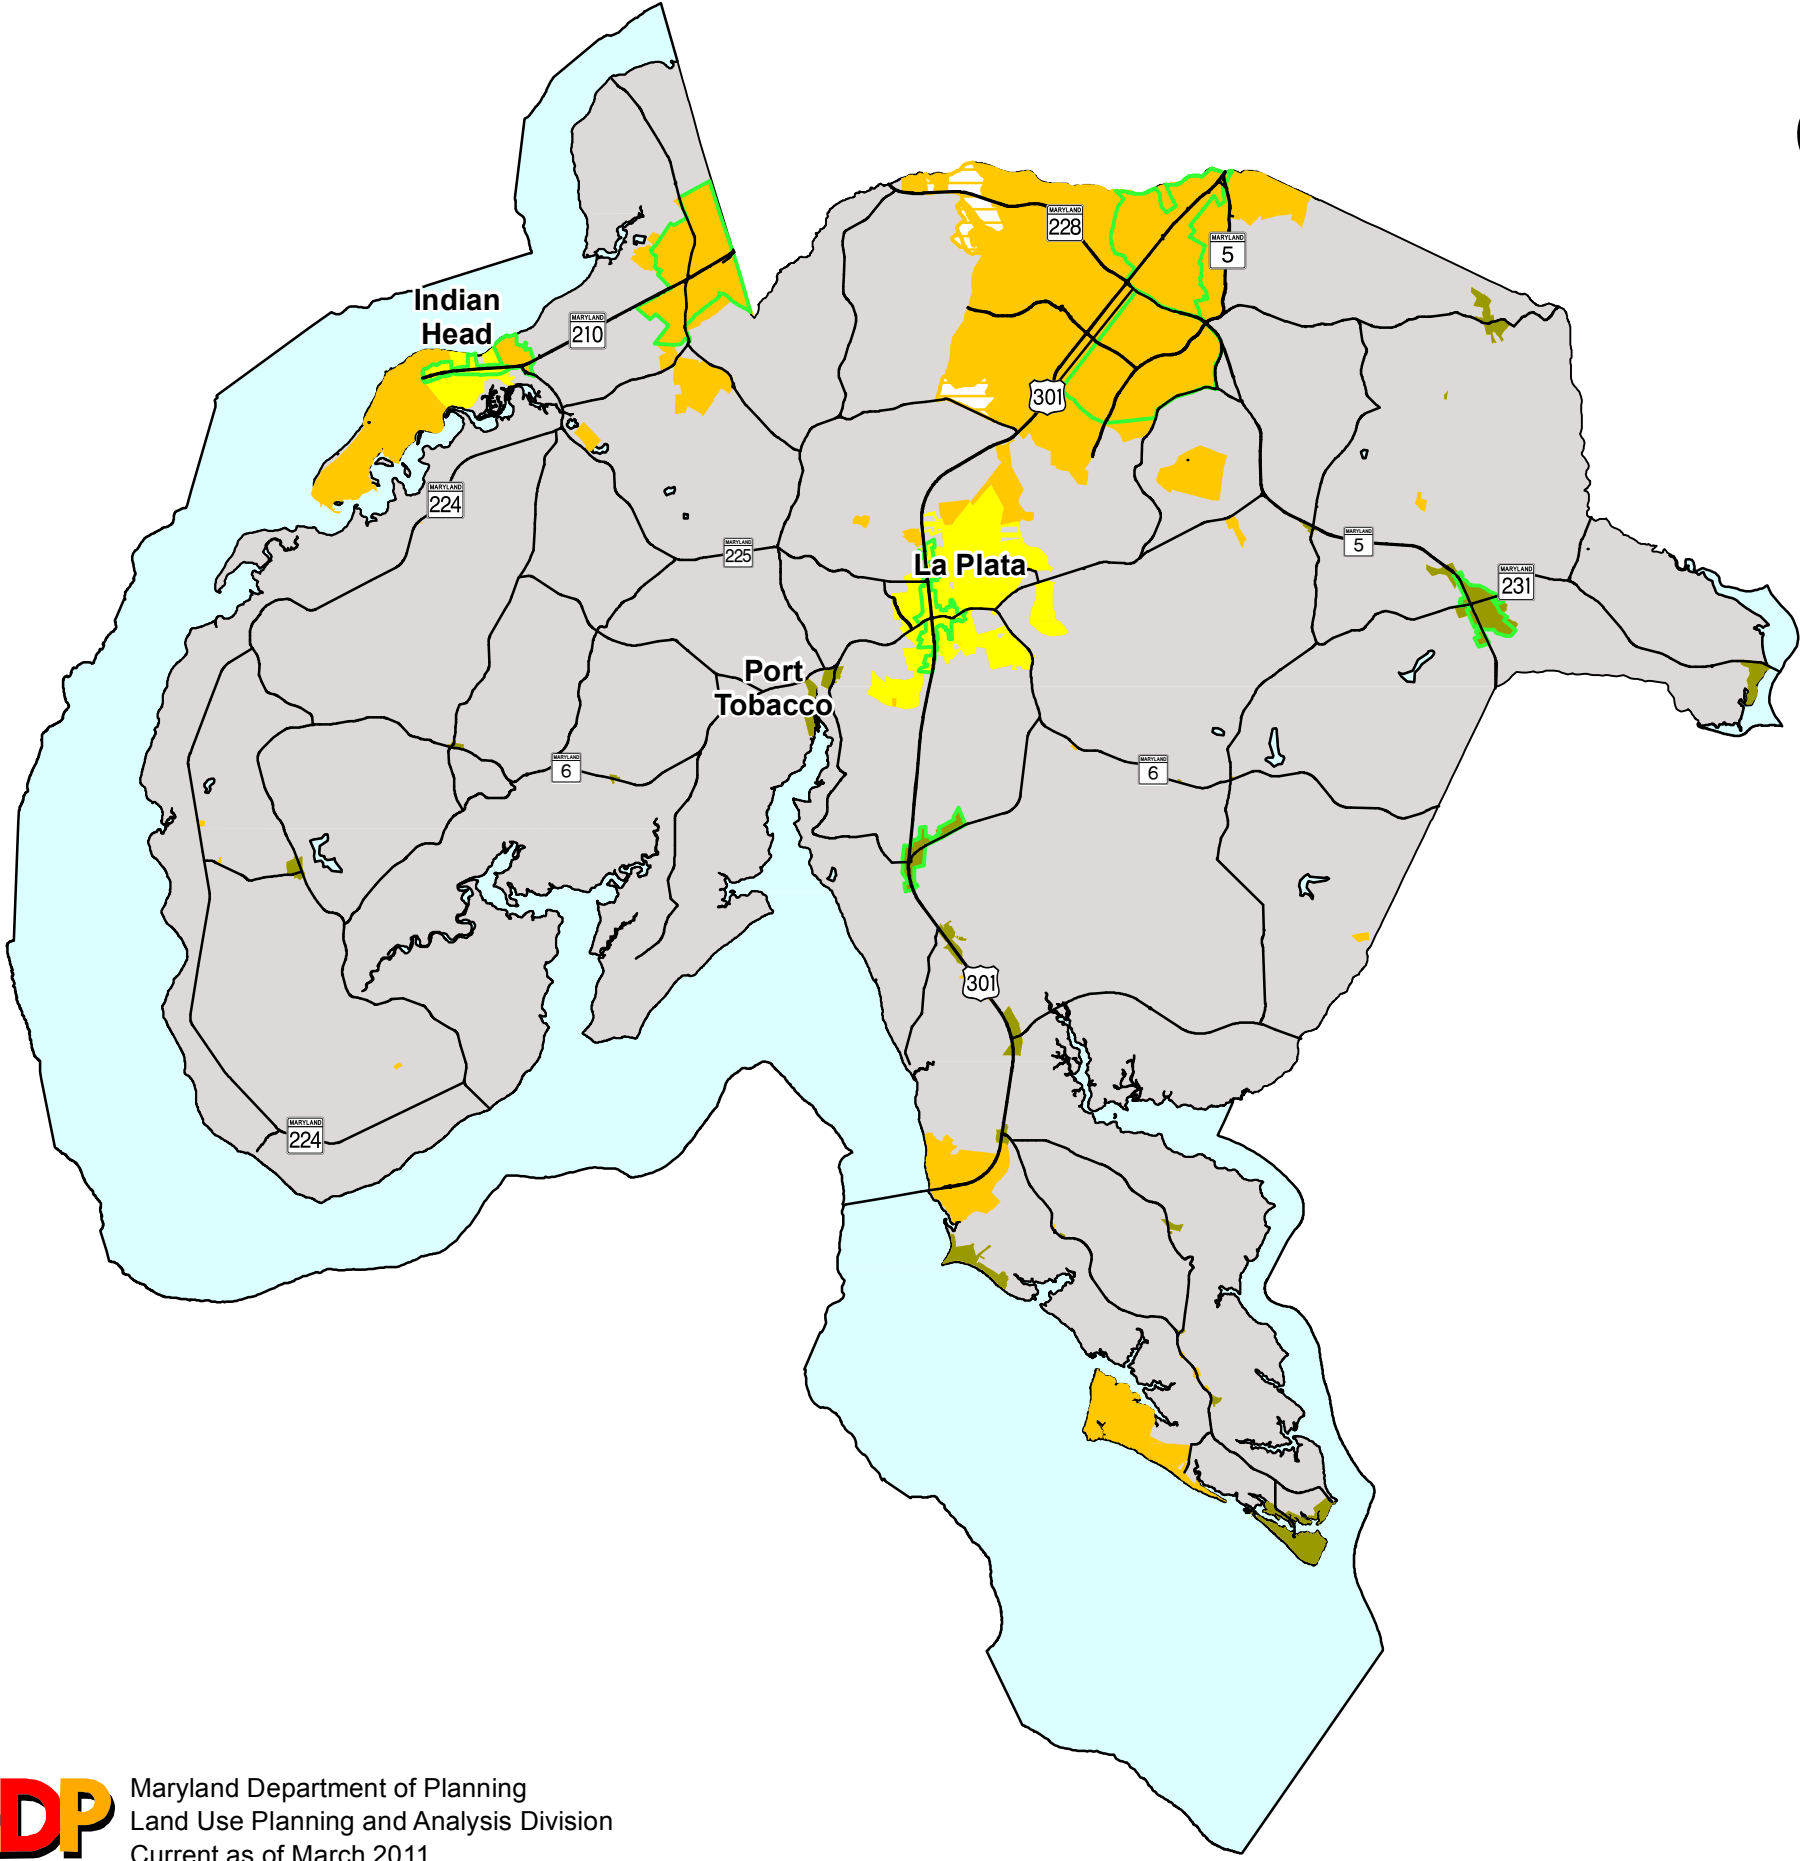 MARYLAND
228
MARYLAND
5
Indian
Head
MARYLAND
210
301
MARYLAND
224
MARYLAND
225
MARYLAND
5
La Plata
MARYLAND
231
Port
Tobacco
MARYLAND
6
MARYLAND
6
301
MARYLAND
224
DP
Maryland Department of Planning
Land Use Planning and Analysis Division
Current as of March 2011